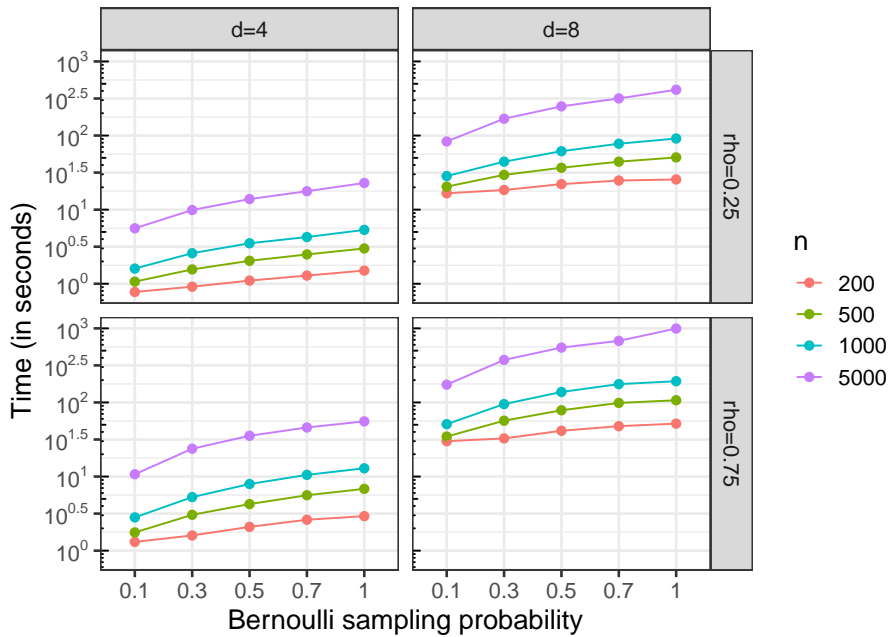 d=4
d=8
10^3
10^2.5
10^2
10^1.5
10^1
10^0.5
10^0
rho=0.25
10^3
10^2.5
10^2
10^1.5
10^1
10^0.5
10^0
rho=0.75
Time (in seconds)
0.1 0.3 0.5 0.7 1
0.1 0.3 0.5 0.7 1
Bernoulli sampling probability
n
200
500
1000
5000